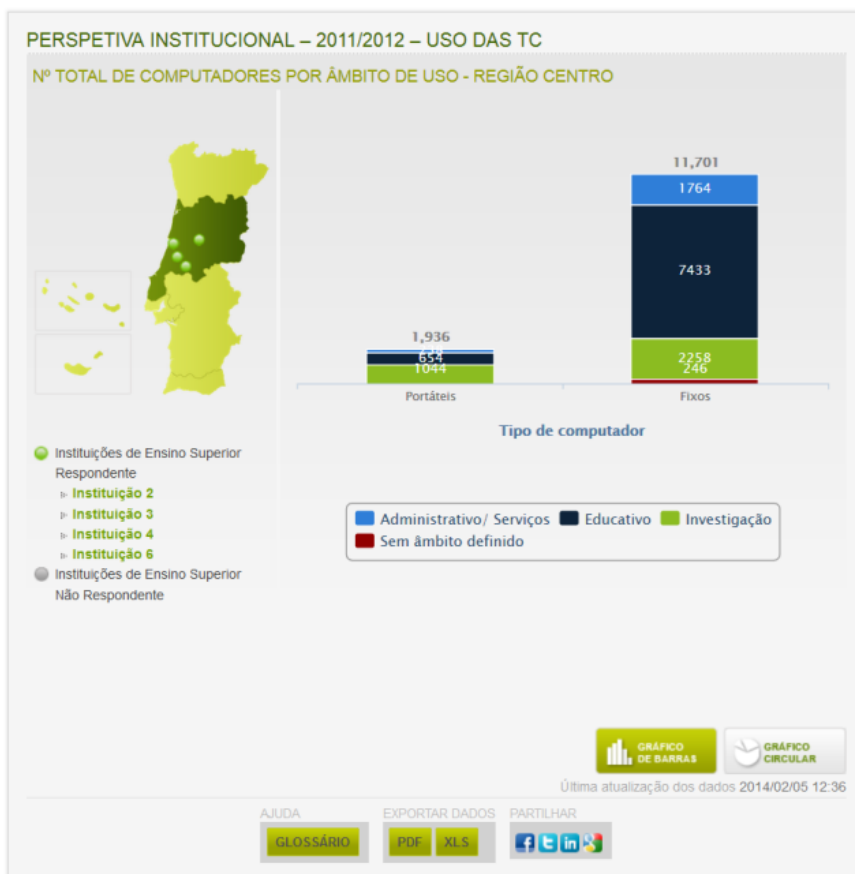 PERSPETIVA INSTITUCIONAL – 2011/2012 – USO DAS TC
Nº TOTAL DE COMPUTADORES POR ÂMBITO DE USO - REGIÃO CENTRO
11,701
1764
7433
2258
246
1,936
654
1044
Portáteis
Fixos
Tipo de computador
Instituições de Ensino Superior
Respondente
Instituição 2
Instituição 3
Instituição 4
Instituição 6
Instituições de Ensino Superior
Não Respondente
Administrativo/ Serviços
Educativo
Investigação
Sem âmbito definido
GRÁFICO
DE BARRAS
GRÁFICO
CIRCULAR
Última atualização dos dados 2014/02/05 12:36
AJUDA
EXPORTAR DADOS
PARTILHAR
GLOSSÁRIO
PDF
XLS